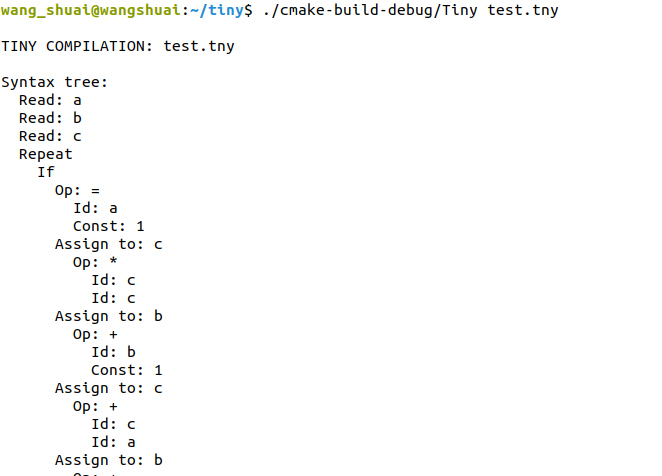 wang_shuai@wangshuai:~/tiny$ ./cmake-build-debug/Tiny test.tny
TINY COMPILATION: test.tny
Syntax tree:
Read: a
Read: b
Read: c
Repeat
If
Op: =
Id: a
Const: 1
Assign to: c
Op: *
Id: c
Id: c
Assign to: b
Op: +
Id: b
Const: 1
Assign to: c
Op: +
Id: c
Id: a
Assign to: b